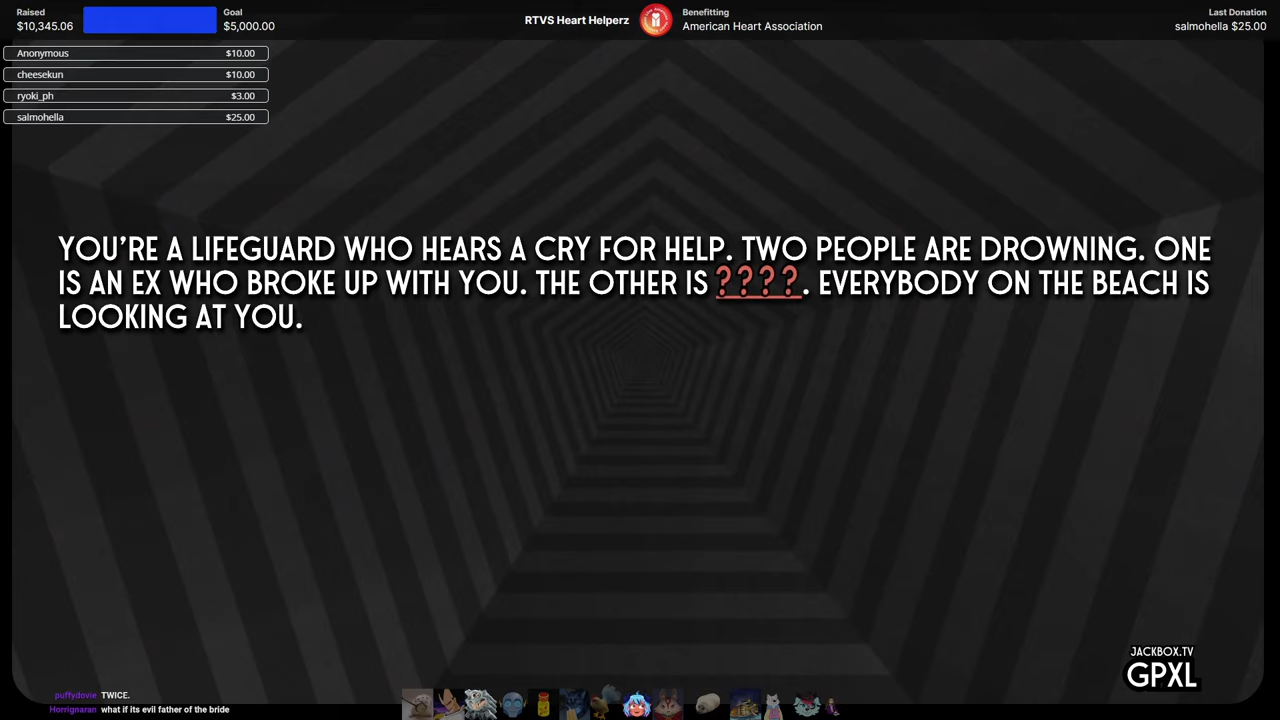 Raised
$10,345.06
Goal
$5,000.00
RTVS Heart Helperz
Benefitting
American Heart Association
Last Donation
salmohella $25.00
Anonymous $10.00
cheesekun $10.00
ryoki_ph $3.00
salmohella $25.00
YOU'RE A LIFEGUARD WHO HEARS A CRY FOR HELP. TWO PEOPLE ARE DROWNING. ONE
IS AN EX WHO BROKE UP WITH YOU. THE OTHER IS ????. EVERYBODY ON THE BEACH IS
LOOKING AT YOU.
JACKBOX.TV
GPXL
puffydovie TWICE.
Horrignaran what if its evil father of the bride